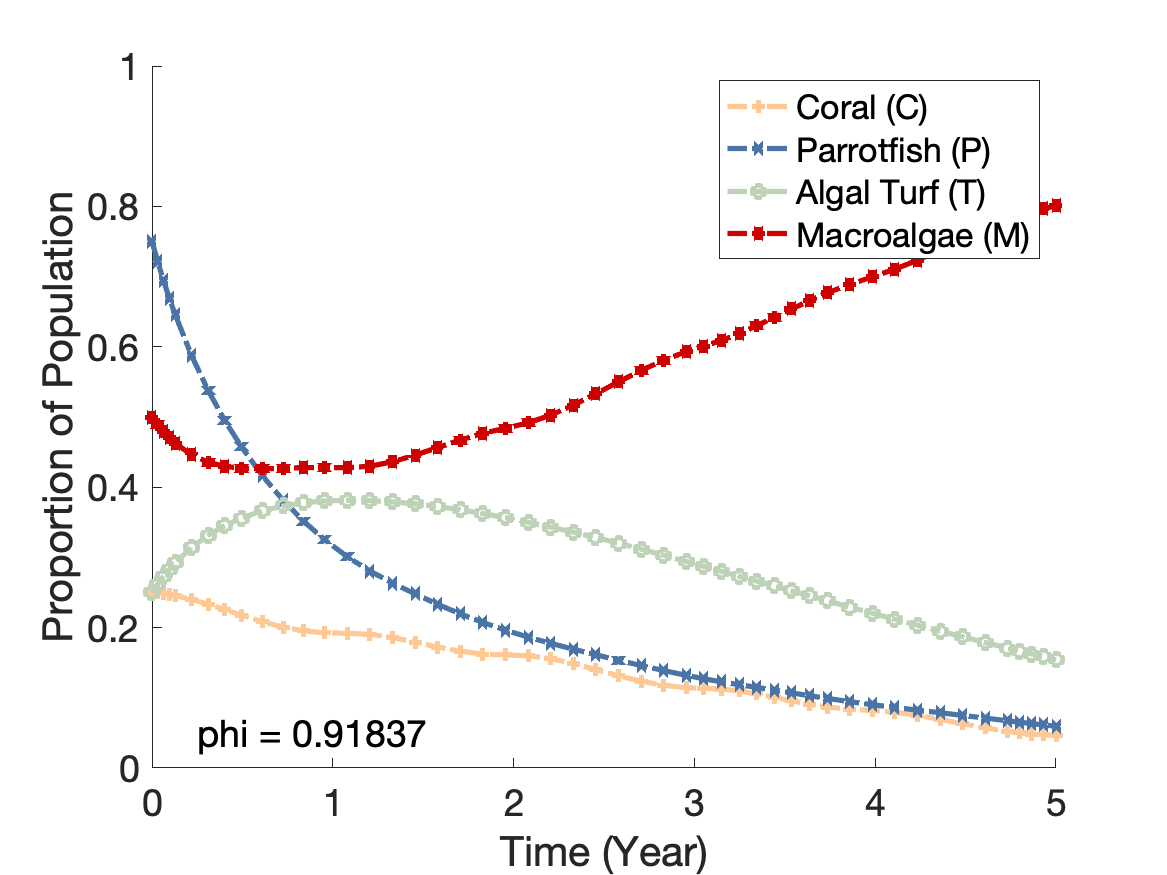 1
0.8
0.6
0.4
0.2
0
Proportion of Population
Coral (C)
Parrotfish (P)
Algal Turf (T)
Macroalgae (M)
phi = 0.91837
0 1 2 3 4 5
Time (Year)